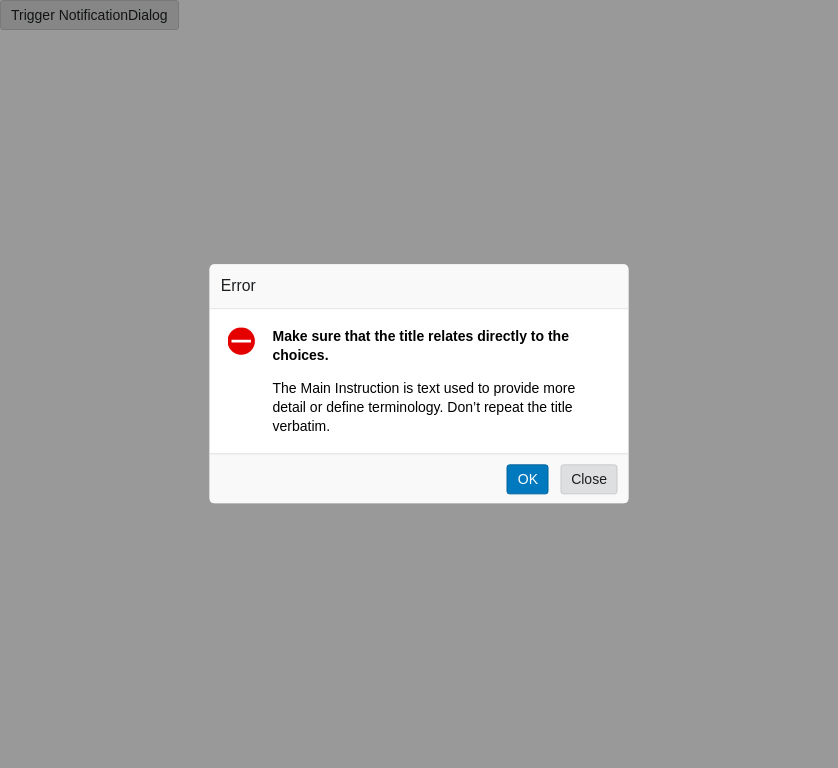 Trigger NotificationDialog
Error
Make sure that the title relates directly to the
choices.
The Main Instruction is text used to provide more
detail or define terminology. Don’t repeat the title
verbatim.
OK Close